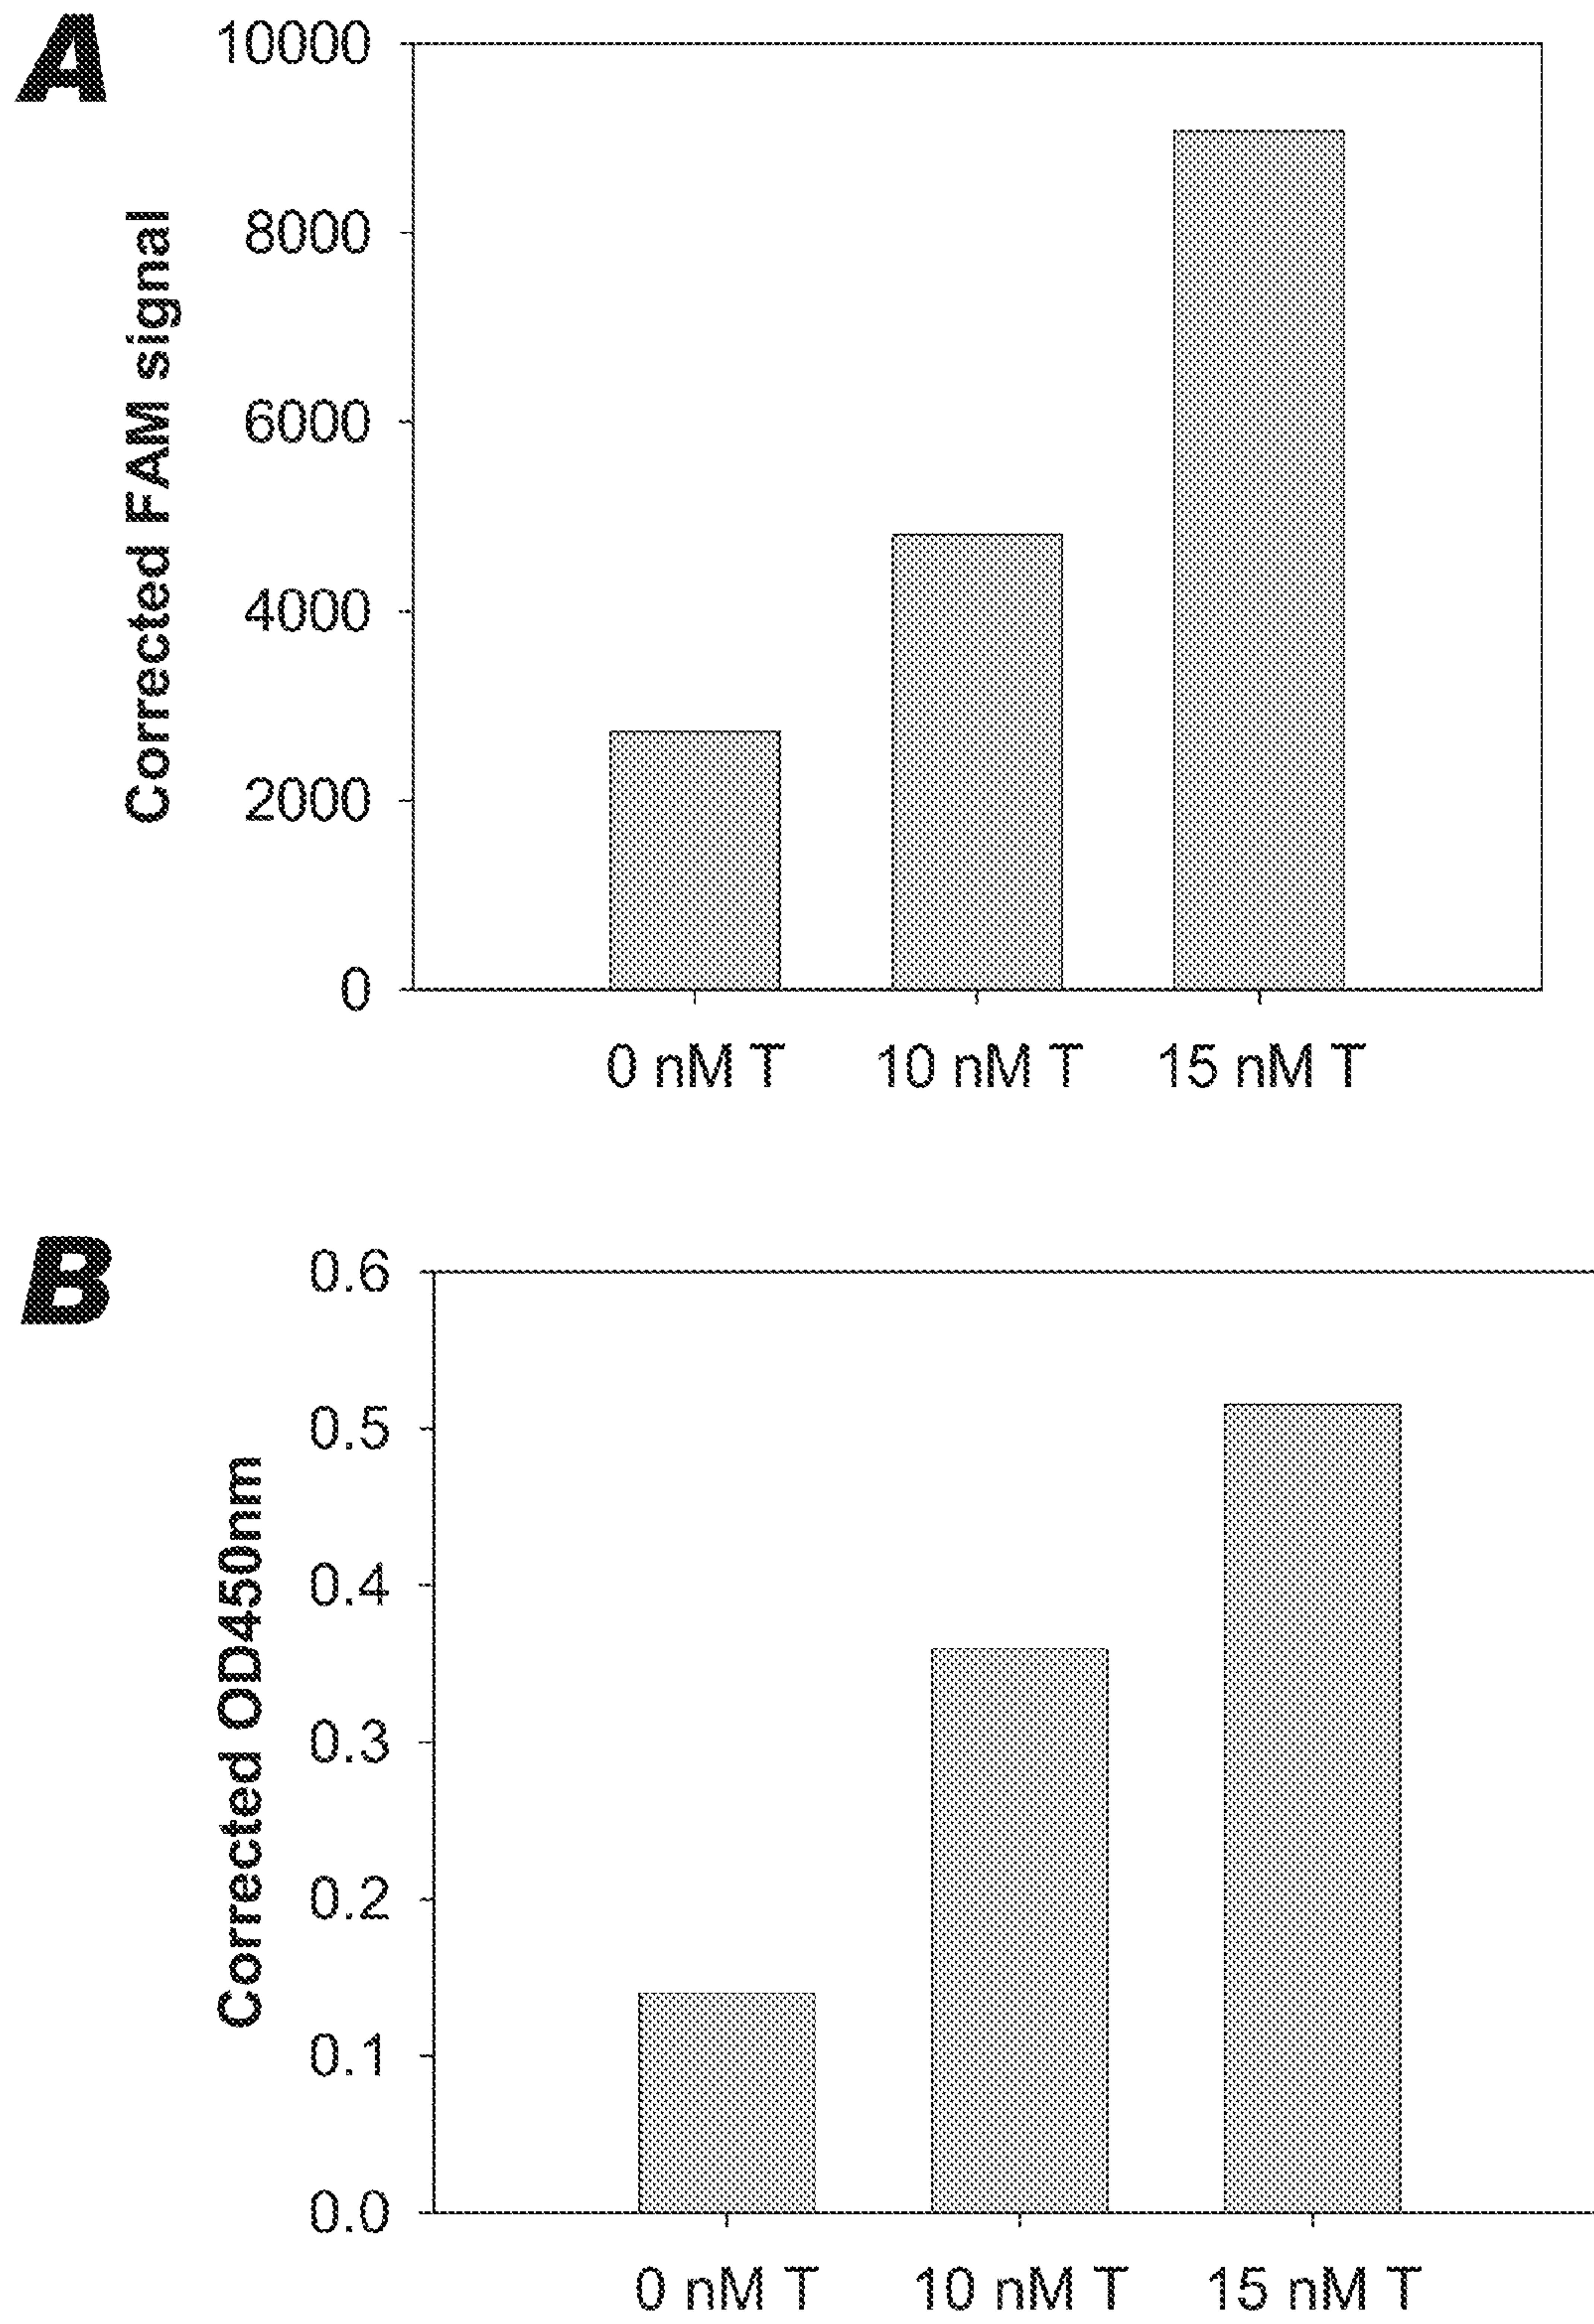 A
10000
8000
6000
4000
2000
0
Corrected FAM signal
0 nM T 10 nM T 15 nM T
B
0.6
0.5
0.4
0.3
0.2
0.1
0.0
Corrected OD450nm
0 nM T 10 nM T 15 nM T